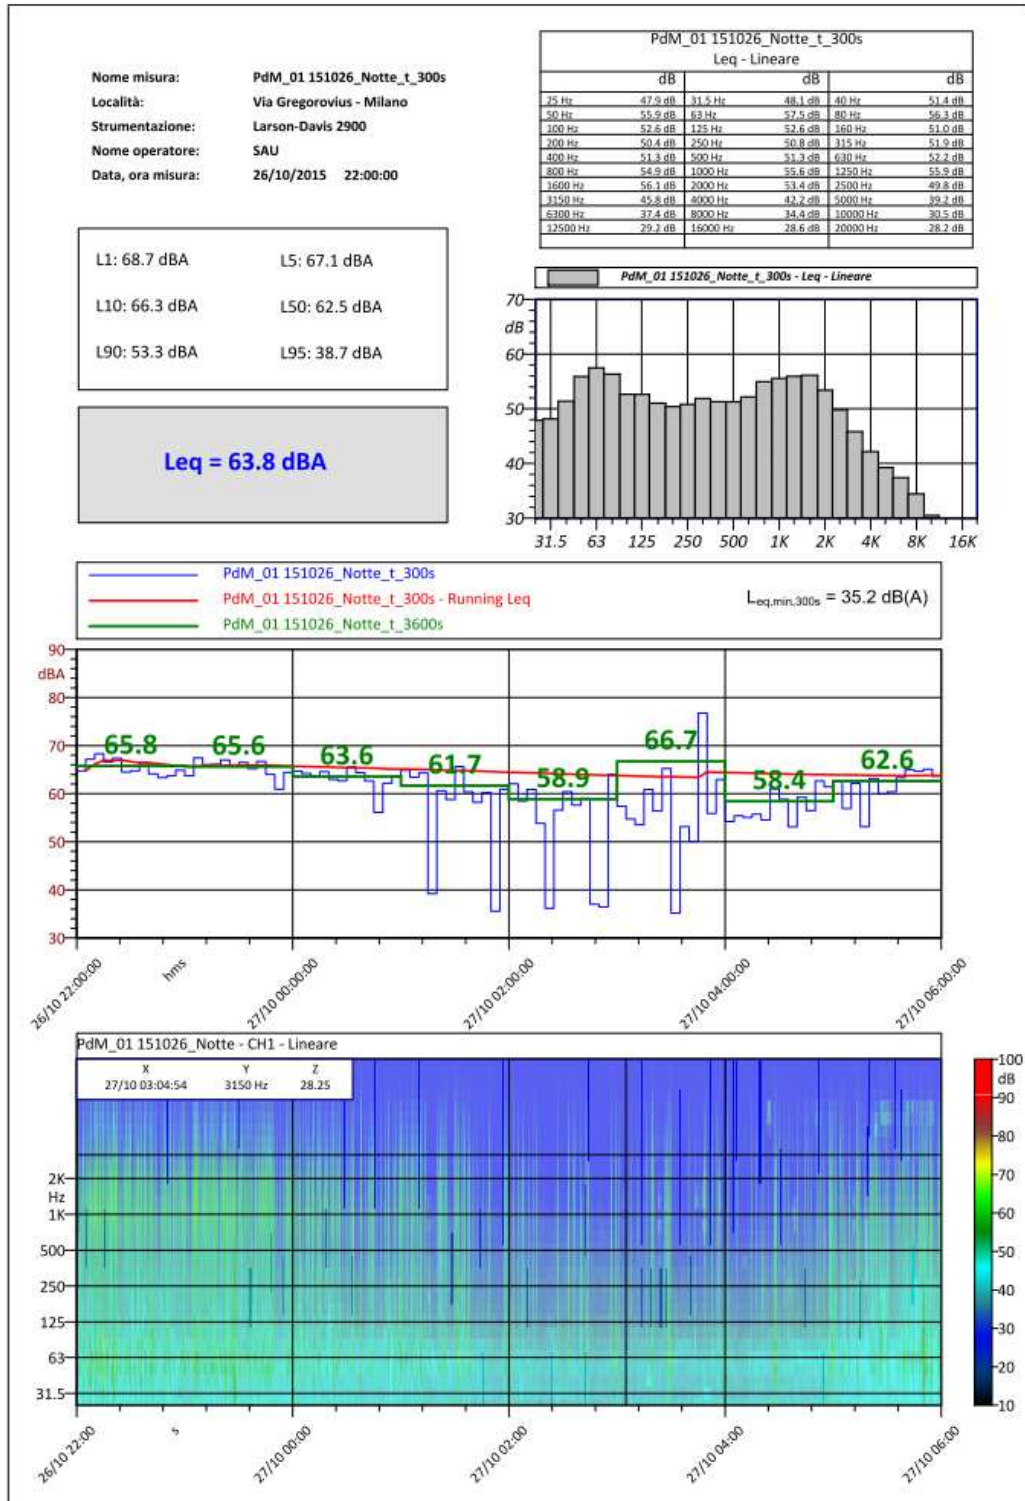 Nome misura: PdM_01 151026_Notte_t_300s
Località: Via Gregorovius - Milano
Strumentazione: Larson-Davis 2900
Nome operatore: SAU
Data, ora misura: 26/10/2015 22:00:00
PdM_01 151026_Notte_t_300s
Leq - Lineare
dB dB dB
25 Hz 47.9 dB 31.5 Hz 48.1 dB 40 Hz 51.4 dB
50 Hz 55.9 dB 63 Hz 57.5 dB 80 Hz 56.3 dB
100 Hz 52.6 dB 125 Hz 52.6 dB 160 Hz 51.0 dB
200 Hz 50.4 dB 250 Hz 50.8 dB 315 Hz 51.9 dB
400 Hz 51.3 dB 500 Hz 51.3 dB 630 Hz 52.2 dB
800 Hz 54.9 dB 1000 Hz 55.6 dB 1250 Hz 55.9 dB
1600 Hz 56.1 dB 2000 Hz 53.4 dB 2500 Hz 49.8 dB
3150 Hz 45.8 dB 4000 Hz 42.2 dB 5000 Hz 39.2 dB
6300 Hz 37.4 dB 8000 Hz 34.4 dB 10000 Hz 30.5 dB
12500 Hz 29.2 dB 16000 Hz 28.6 dB 20000 Hz 28.2 dB
L1: 68.7 dBA L5: 67.1 dBA
L10: 66.3 dBA L50: 62.5 dBA
L90: 53.3 dBA L95: 38.7 dBA
Leq = 63.8 dBA
PdM_01 151026_Notte_t_300s - Leq - Lineare
70
dB
60
50
40
30
31.5 63 125 250 500 1K 2K 4K 8K 16K
PdM_01 151026_Notte_t_300s
PdM_01 151026_Notte_t_300s - Running Leq
PdM_01 151026_Notte_t_3600s
Leq,min,300s = 35.2 dB(A)
90
dBA
80
70
60
50
40
30
65.8 65.6 63.6 61.7 58.9 66.7 58.4 62.6
26/10 22:00:00 hms 27/10 00:00:00 27/10 02:00:00 27/10 04:00:00 27/10 06:00:00
PdM_01 151026_Notte - CH1 - Lineare
X Y Z
27/10 03:04:54 3150 Hz 28.25
2K
Hz
1K
500
250
125
63
31.5
26/10 22:00 s 27/10 00:00 27/10 02:00 27/10 04:00 27/10 06:00
100
dB
90
80
70
60
50
40
30
20
10